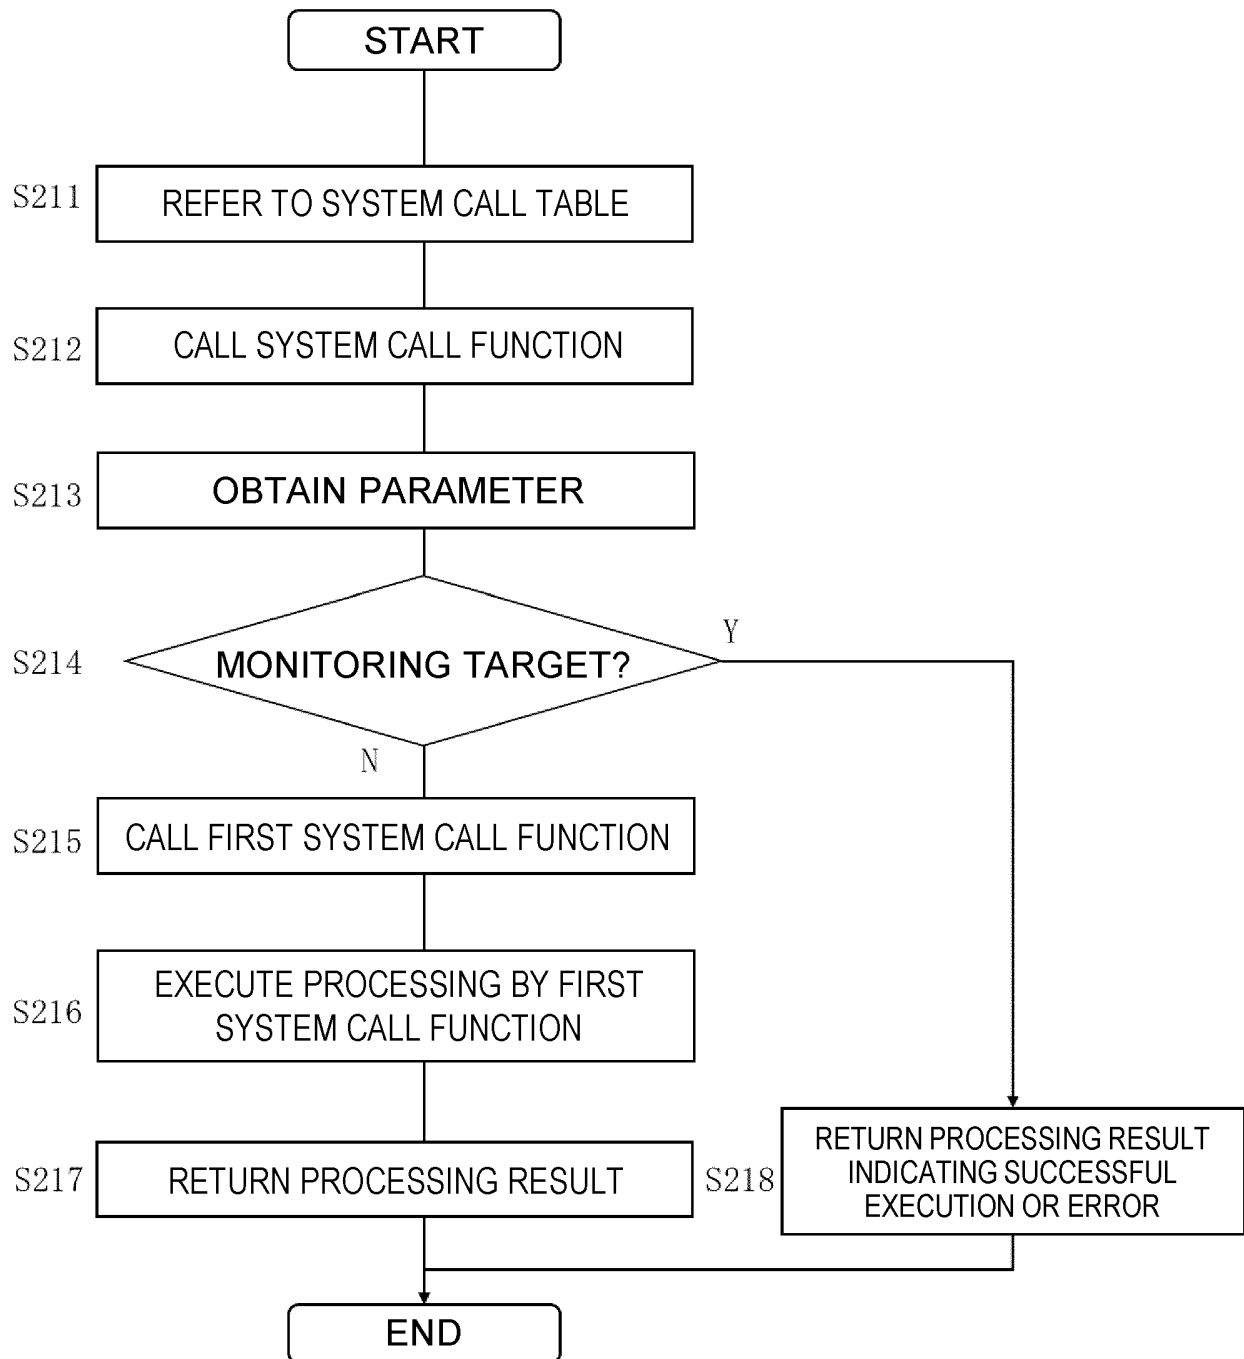 START
S211
REFER TO SYSTEM CALL TABLE
S212
CALL SYSTEM CALL FUNCTION
S213
OBTAIN PARAMETER
S214
MONITORING TARGET?
Y
N
S215
CALL FIRST SYSTEM CALL FUNCTION
S216
EXECUTE PROCESSING BY FIRST
SYSTEM CALL FUNCTION
S217
RETURN PROCESSING RESULT
S218
RETURN PROCESSING RESULT
INDICATING SUCCESSFUL
EXECUTION OR ERROR
END